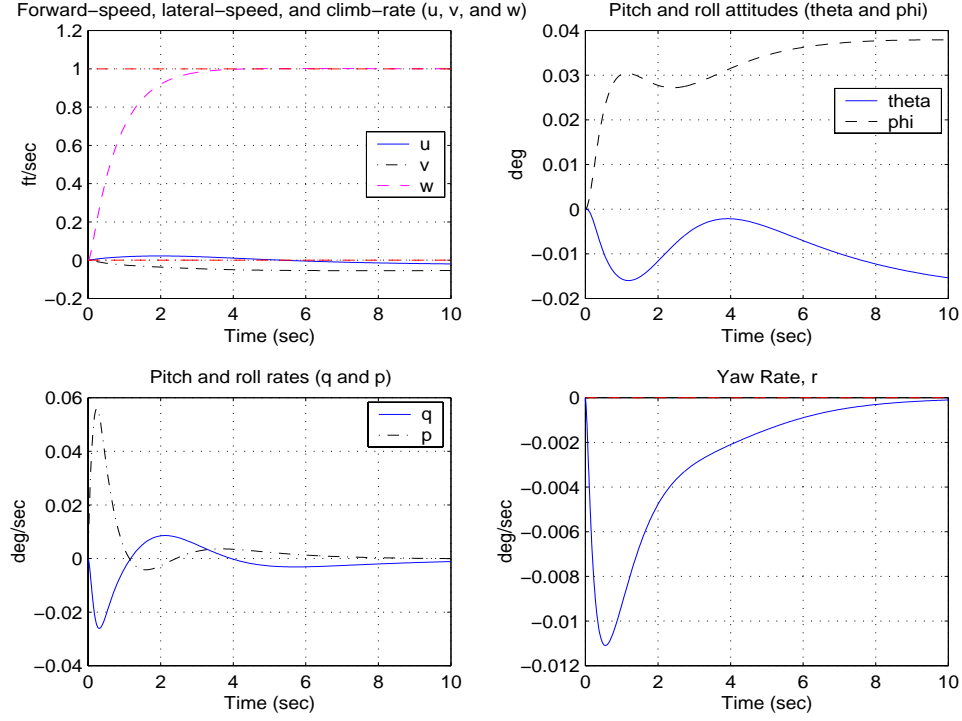 Forward−speed, lateral−speed, and climb−rate (u, v, and w)
1.2
1
0.8
0.6
0.4
0.2
0
−0.2
ft/sec
u
v
w
0 2 4 6 8 10
Time (sec)
Pitch and roll attitudes (theta and phi)
0.04
0.03
0.02
0.01
0
−0.01
−0.02
deg
theta
phi
0 2 4 6 8 10
Time (sec)
Pitch and roll rates (q and p)
0.06
0.04
0.02
0
−0.02
−0.04
deg/sec
q
p
0 2 4 6 8 10
Time (sec)
Yaw Rate, r
0
−0.002
−0.004
−0.006
−0.008
−0.01
−0.012
deg/sec
0 2 4 6 8 10
Time (sec)